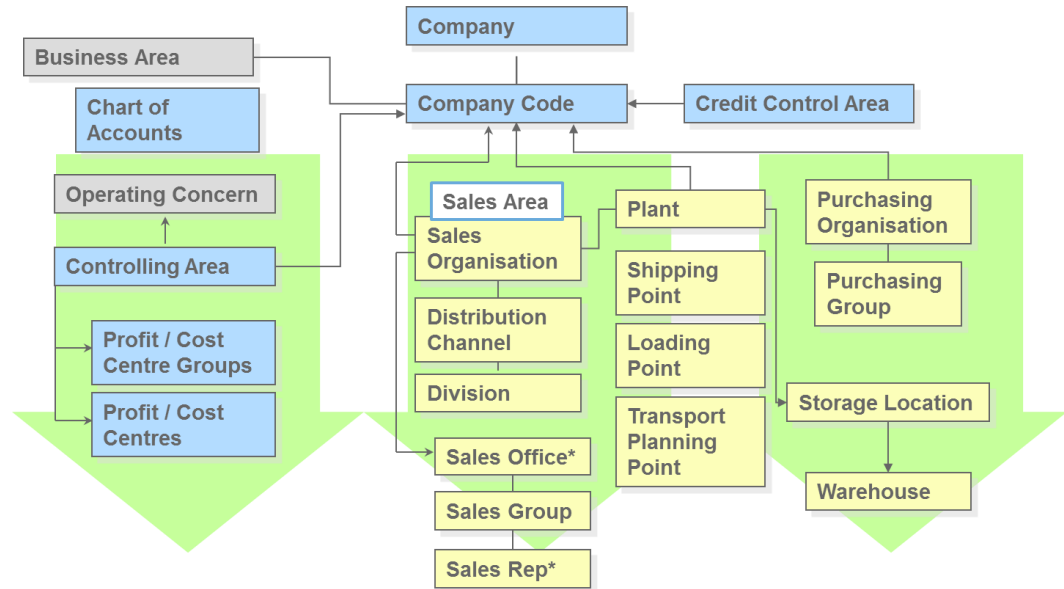 Company
Business Area
Company Code
Credit Control Area
Chart of
Accounts
Operating Concern
Controlling Area
Profit / Cost
Centre Groups
Profit / Cost
Centres
Sales Area
Sales
Organisation
Distribution
Channel
Division
Sales Office*
Sales Group
Sales Rep*
Plant
Shipping
Point
Loading
Point
Transport
Planning
Point
Purchasing
Organisation
Purchasing
Group
Storage Location
Warehouse